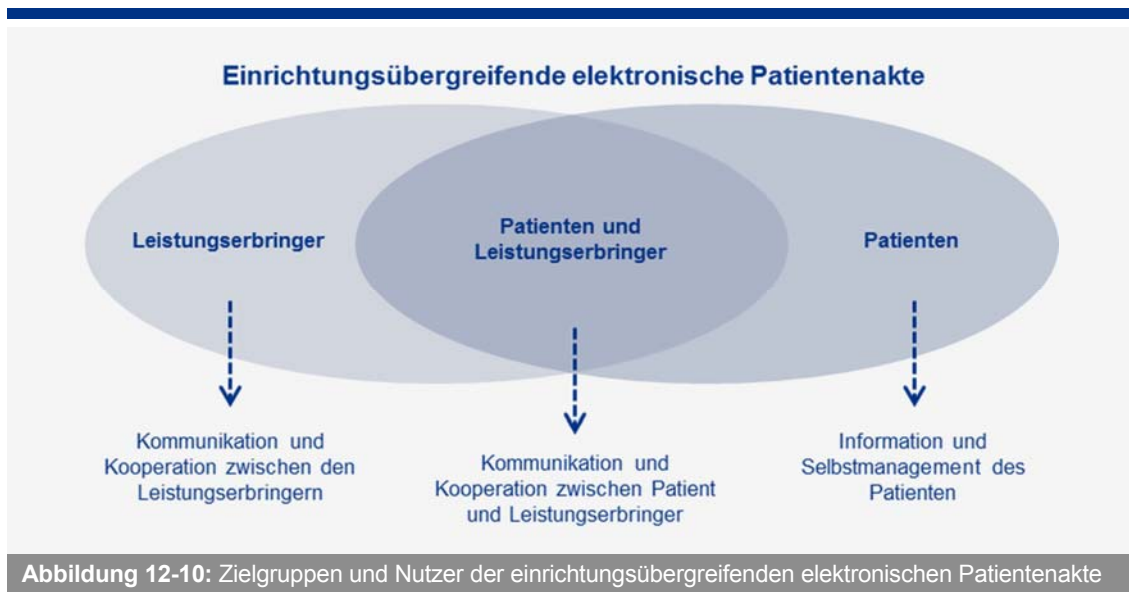 Einrichtungsübergreifende elektronische Patientenakte
Leistungserbringer
Patienten und
Leistungserbringer
Patienten
Kommunikation und
Kooperation zwischen den
Leistungserbringern
Kommunikation und
Kooperation zwischen Patient
und Leistungserbringer
Information und
Selbstmanagement des
Patienten
Abbildung 12-10: Zielgruppen und Nutzer der einrichtungsübergreifenden elektronischen Patientenakte